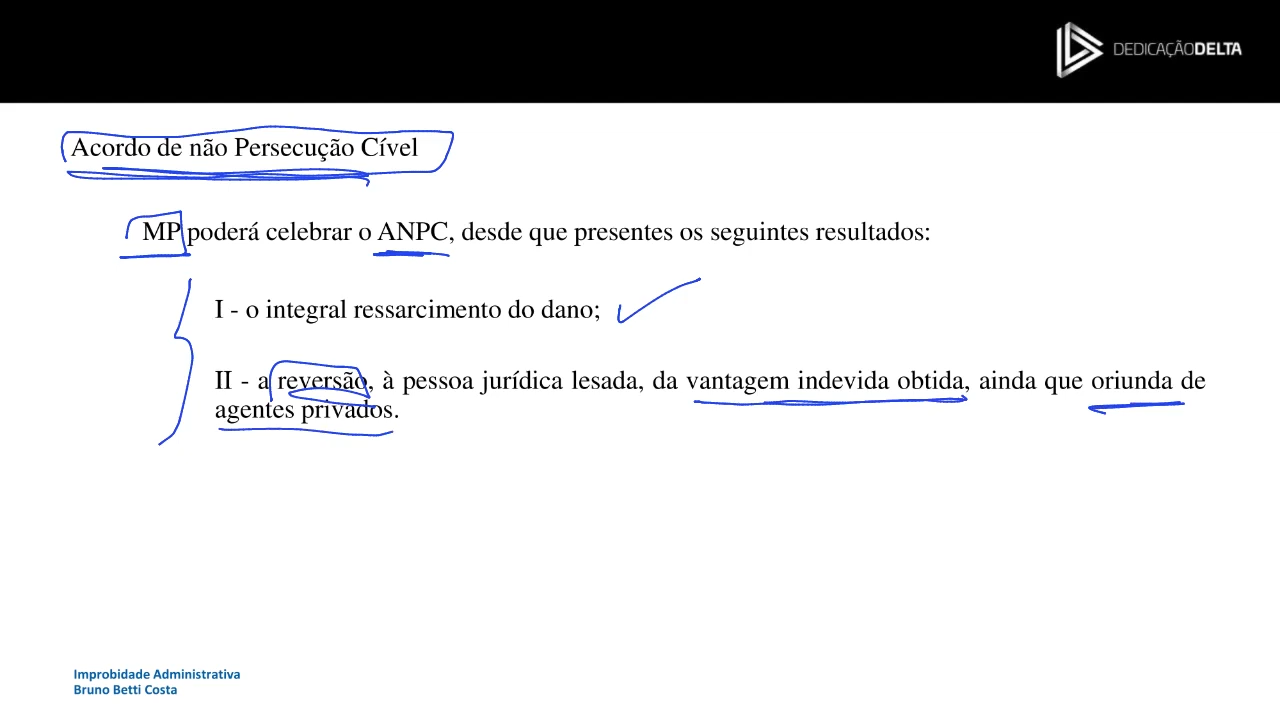 DEDICAÇÃODELTA
Acordo de não Persecução Cível
MP poderá celebrar o ANPC, desde que presentes os seguintes resultados:
I - o integral ressarcimento do dano;
II - a reversão, à pessoa jurídica lesada, da vantagem indevida obtida, ainda que oriunda de
agentes privados.
Improbidade Administrativa
Bruno Betti Costa